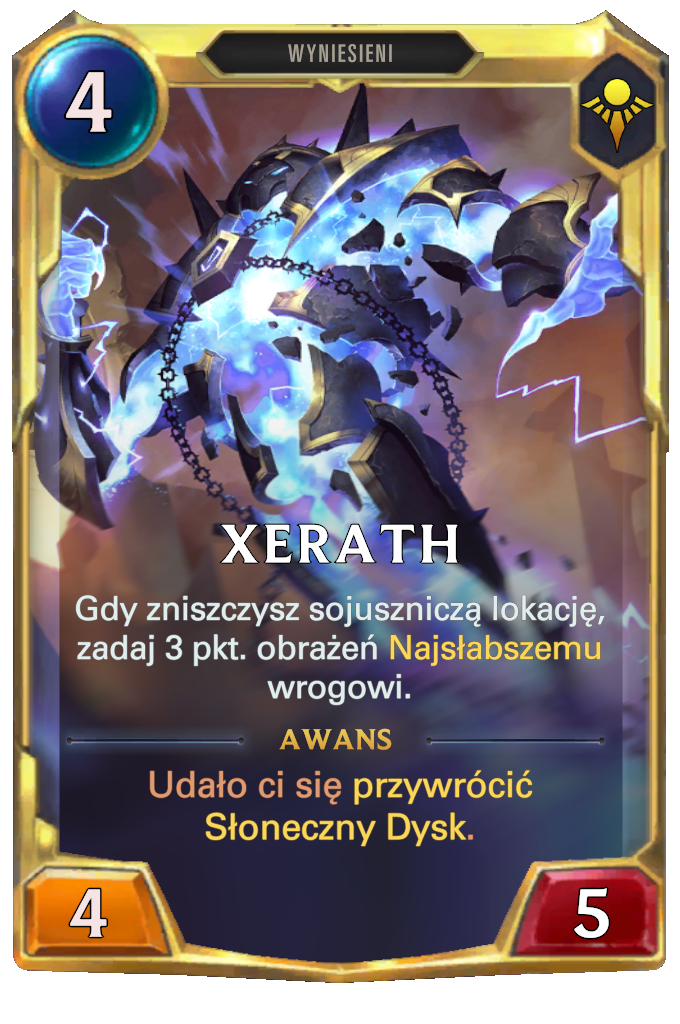 WYNIESIENI
4
XERATH
Gdy zniszczysz sojuszniczą lokację,
zadaj 3 pkt. obrażeń Najsłabszemu
wrogowi.
AWANS
Udało ci się przywrócić
Słoneczny Dysk.
4
5